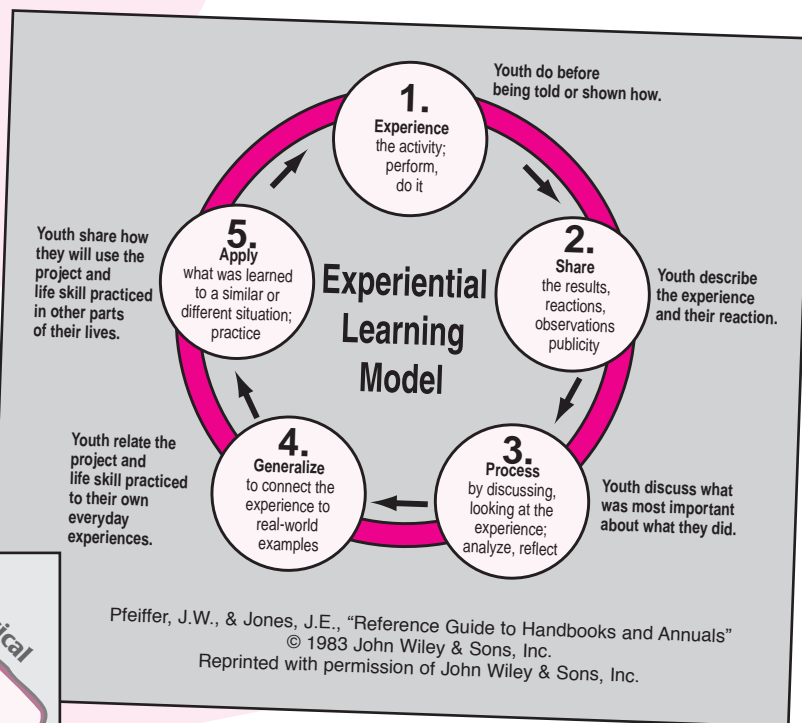 1.
Experience
the activity;
perform,
do it
Youth do before
being told or shown how.
2.
Share
the results,
reactions,
observations
publicity
Youth describe
the experience
and their reaction.
3.
Process
by discussing,
looking at the
experience;
analyze, reflect
Youth discuss what
was most important
about what they did.
4.
Generalize
to connect the
experience to
real-world
examples
Youth relate the
project and
life skill practiced
to their own
everyday
experiences.
5.
Apply
what was learned
to a similar or
different situation;
practice
Youth share how
they will use the
project and
life skill practiced
in other parts
of their lives.
Experiential
Learning
Model
Pfeiffer, J.W., & Jones, J.E., “Reference Guide to Handbooks and Annuals”
© 1983 John Wiley & Sons, Inc.
Reprinted with permission of John Wiley & Sons, Inc.